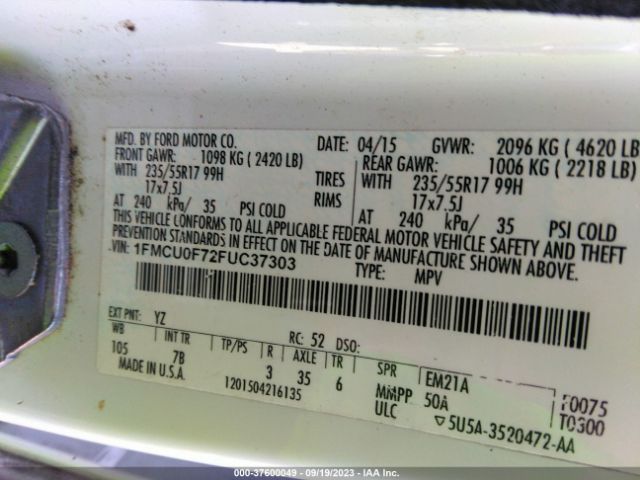 MFD. BY FORD MOTOR CO.
DATE: 04/15 GVWR: 2096 KG ( 4620 LB
FRONT GAWR: 1098 KG ( 2420 LB)
REAR GAWR: 1006 KG ( 2218 LB)
WITH 235/55R17 99H TIRES WITH 235/55R17 99H
17x7.5J RIMS 17x7.5J
AT 240 kPa/ 35 PSI COLD AT 240 kPa/ 35 PSI COLD
THIS VEHICLE CONFORMS TO ALL APPLICABLE FEDERAL MOTOR VEHICLE SAFETY AND THEFT
PREVENTION STANDARDS IN EFFECT ON THE DATE OF MANUFACTURE SHOWN ABOVE.
VIN: 1FMCU0F72FUC37303
TYPE: MPV
EXT PNT: YZ RC: 52 DSO:
WB INT TR TP/PS R AXLE TR SPR
105 7B 3 35 6 EM21A
MADE IN U.S.A. MMPP 50A F0075
1201504216135 ULC T0300
▽5U5A-3520472-AA
000-37600049 - 09/19/2023 - IAA Inc.